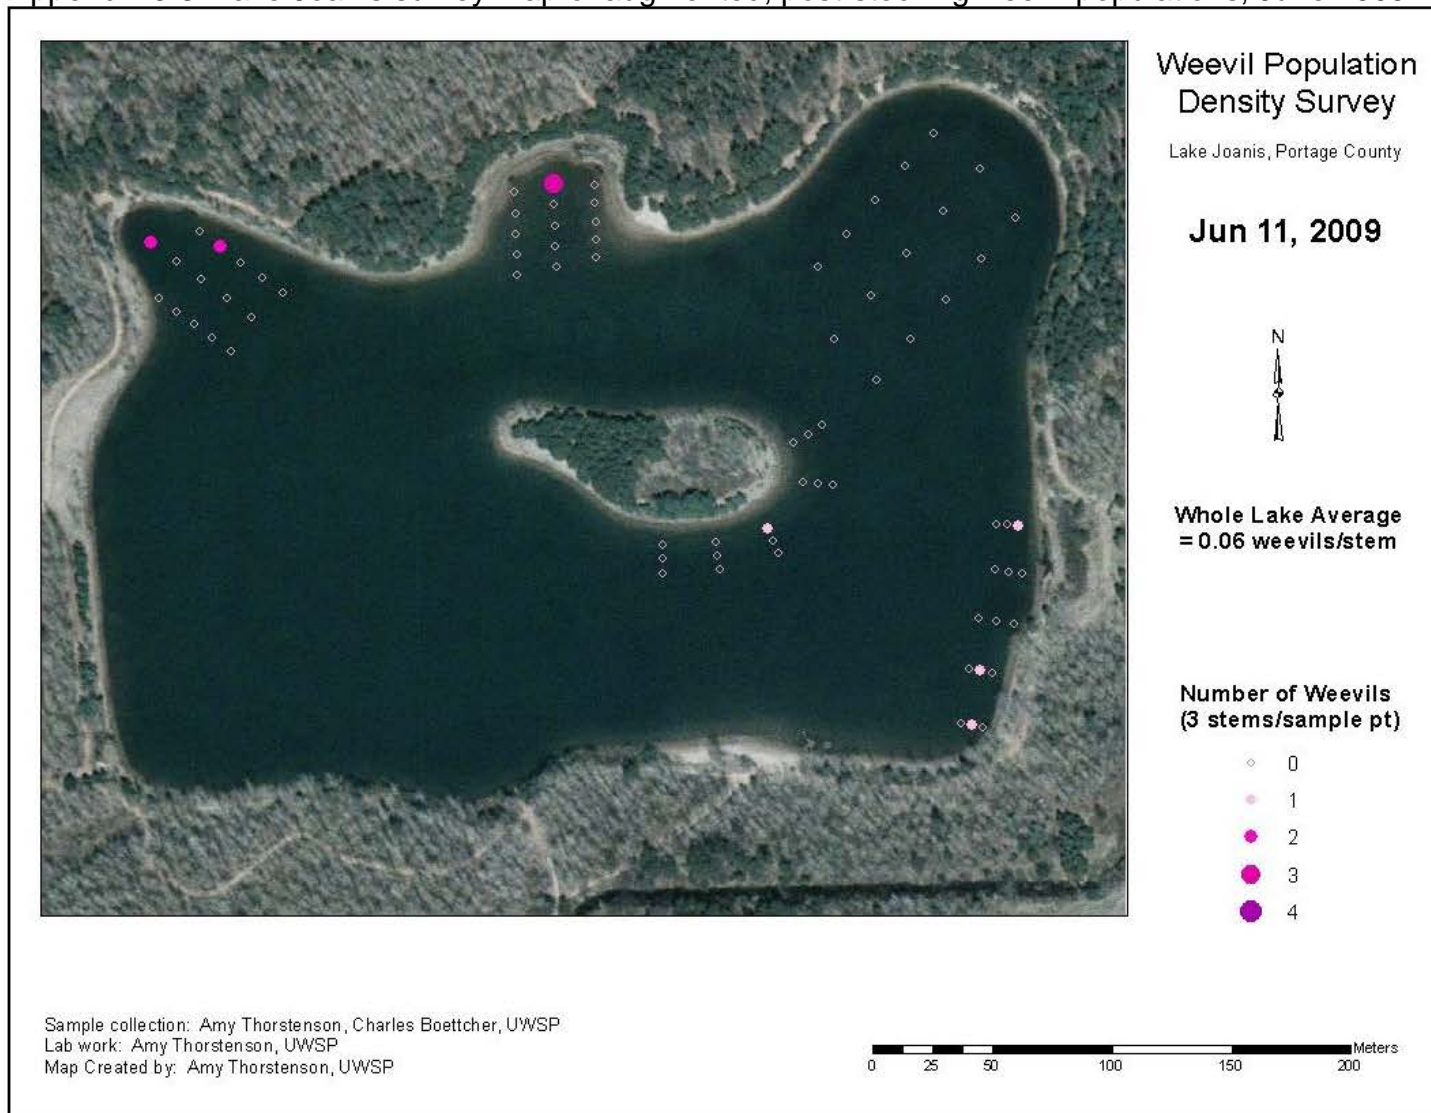 Weevil Population
Density Survey
Lake Joanis, Portage County
Jun 11, 2009
N
Whole Lake Average
= 0.06 weevils/stem
Number of Weevils
(3 stems/sample pt)
0
1
2
3
4
Sample collection: Amy Thorstenson, Charles Boettcher, UWSP
Lab work: Amy Thorstenson, UWSP
Map Created by: Amy Thorstenson, UWSP
Meters
0 25 50 100 150 200